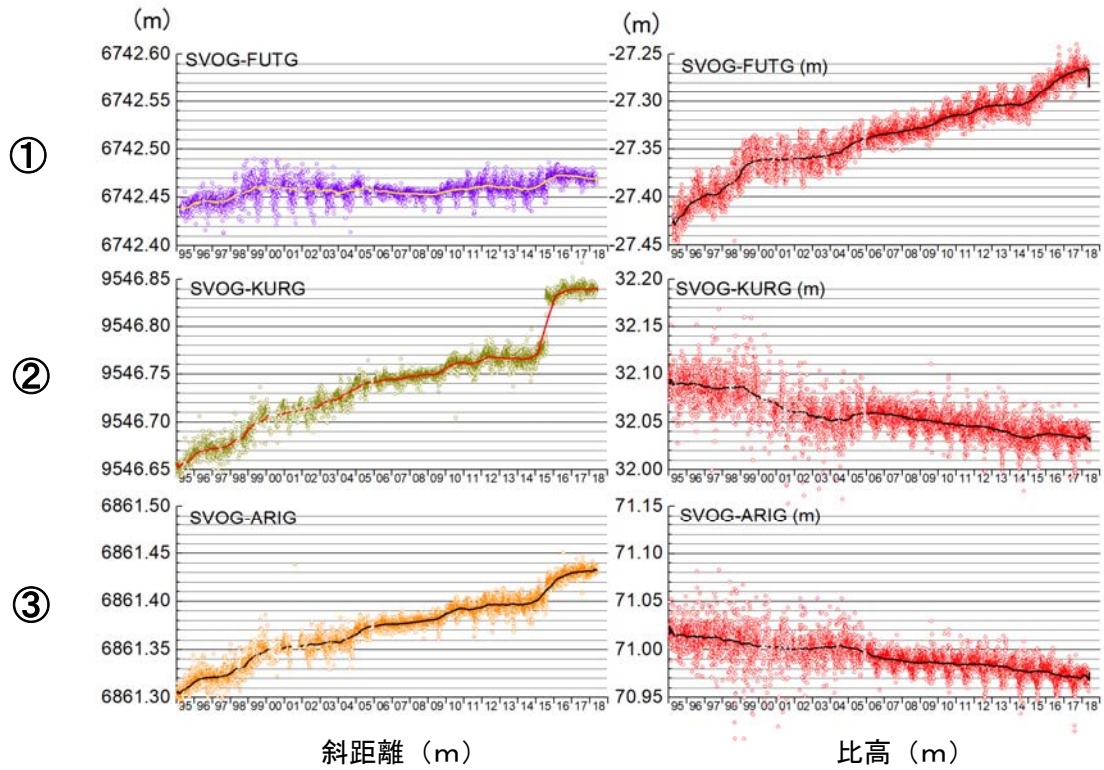 (m)
6742.60
6742.55
6742.50
6742.45
6742.40
SVOG-FUTG
95 96 97 98 99 00 01 02 03 04 05 06 07 08 09 10 11 12 13 14 15 16 17 18
(m)
-27.25
-27.30
-27.35
-27.40
-27.45
SVOG-FUTG (m)
95 96 97 98 99 00 01 02 03 04 05 06 07 08 09 10 11 12 13 14 15 16 17 18
①
9546.85
9546.80
9546.75
9546.70
9546.65
SVOG-KURG
95 96 97 98 99 00 01 02 03 04 05 06 07 08 09 10 11 12 13 14 15 16 17 18
32.20
32.15
32.10
32.05
32.00
SVOG-KURG (m)
95 96 97 98 99 00 01 02 03 04 05 06 07 08 09 10 11 12 13 14 15 16 17 18
②
6861.50
6861.45
6861.40
6861.35
6861.30
SVOG-ARIG
95 96 97 98 99 00 01 02 03 04 05 06 07 08 09 10 11 12 13 14 15 16 17 18
71.15
71.10
71.05
71.00
70.95
SVOG-ARIG (m)
95 96 97 98 99 00 01 02 03 04 05 06 07 08 09 10 11 12 13 14 15 16 17 18
③
斜距離（ｍ）
比高（ｍ）